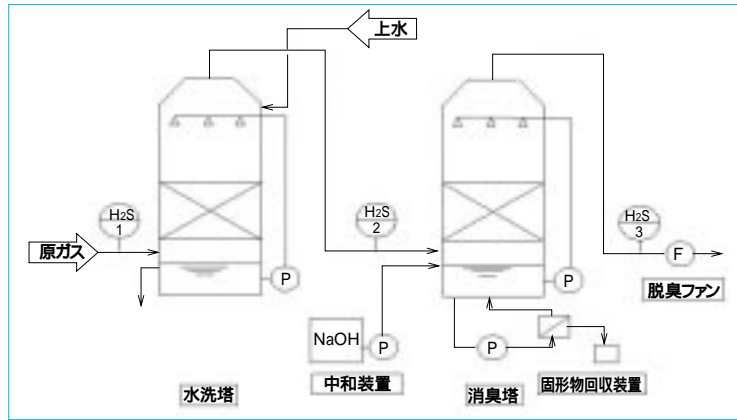 上水
H2S
1
原ガス
P
水洗塔
H2S
2
NaOH
P
中和装置
P
消臭塔
P
固形物回収装置
H2S
3
F
脱臭ファン